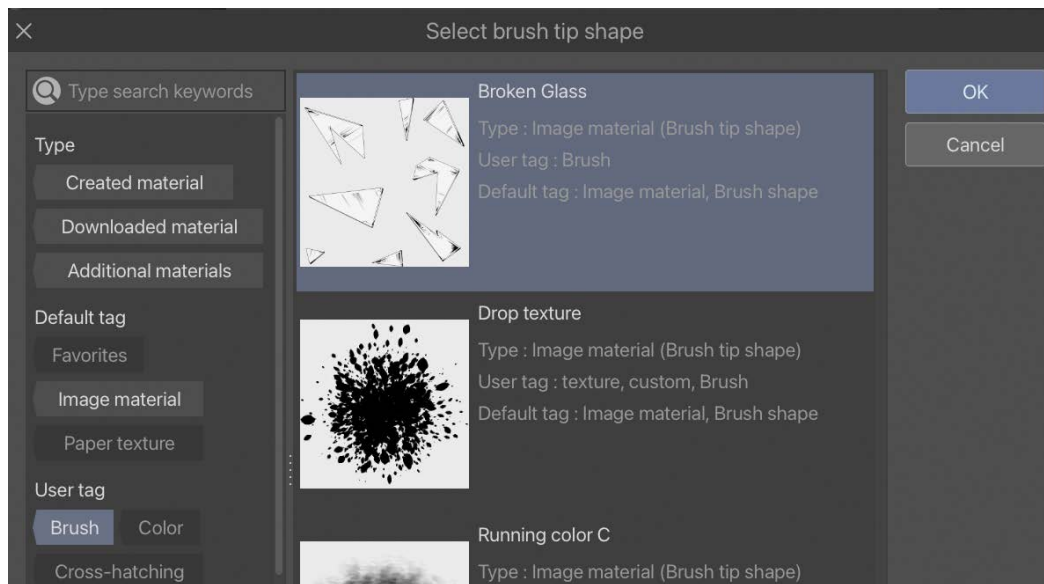 Select brush tip shape
Type search keywords
Type
Created material
Downloaded material
Additional materials
Default tag
Favorites
Image material
Paper texture
User tag
Brush
Color
Cross-hatching
Broken Glass
Type : Image material (Brush tip shape)
User tag : Brush
Default tag : Image material, Brush shape
Drop texture
Type : Image material (Brush tip shape)
User tag : texture, custom, Brush
Default tag : Image material, Brush shape
Running color C
Type : Image material (Brush tip shape)
OK
Cancel